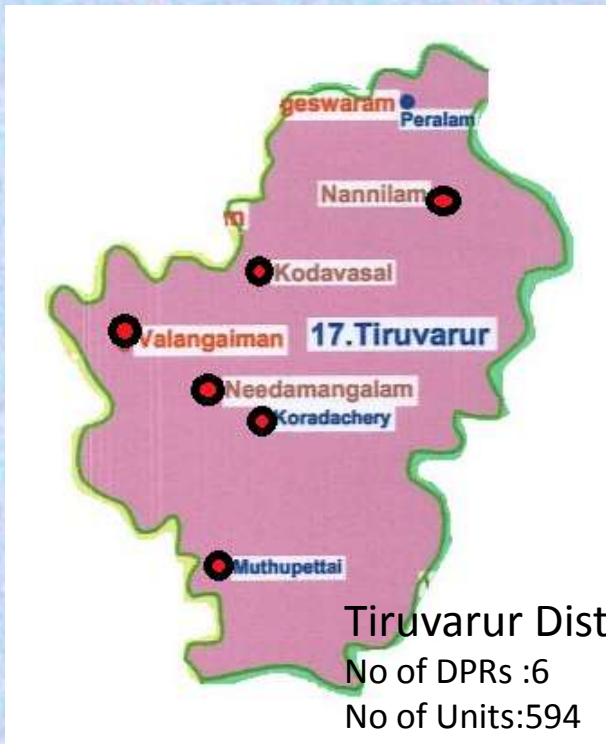 geswaram
Peralam
Nannilam
m
Kodavasal
Valangaiman
17.Tiruvarur
Needamangalam
Koradachery
Muthupettai
Tiruvarur Dist
No of DPRs :6
No of Units:594